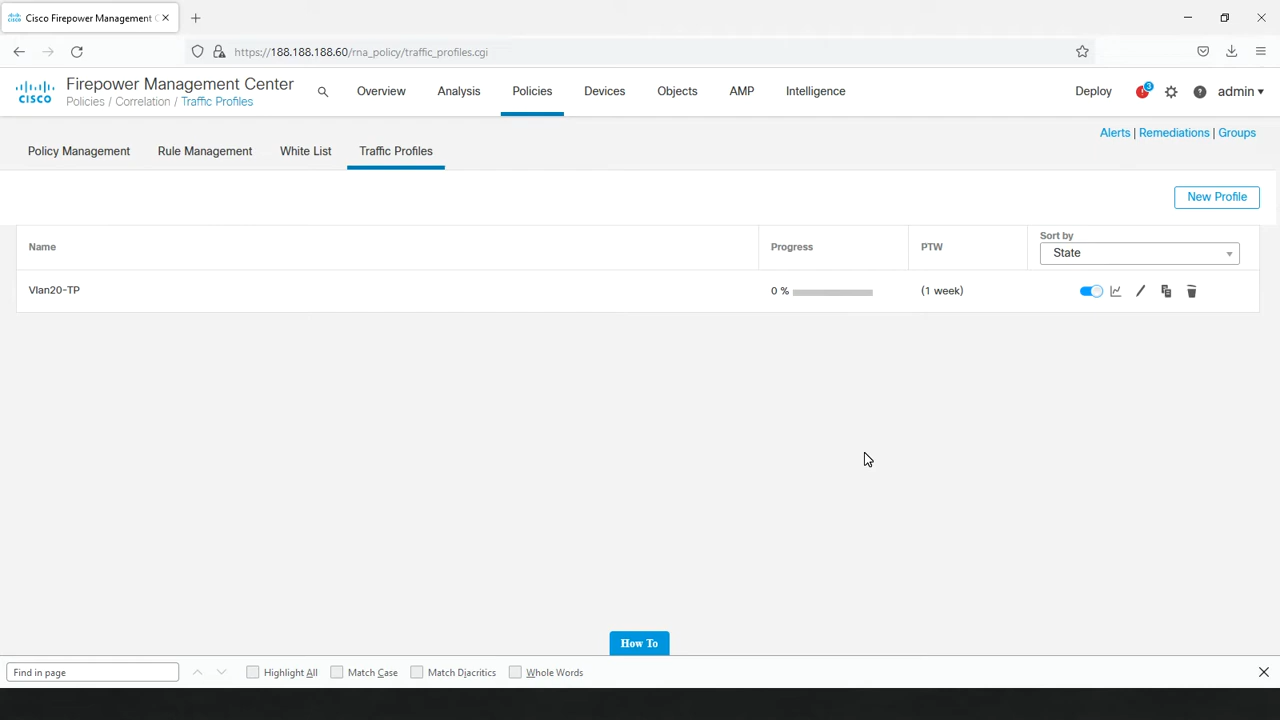 Cisco Firepower Management C
https://188.188.188.60/rna_policy/traffic_profiles.cgi
CISCO
Firepower Management Center
Policies / Correlation / Traffic Profiles
Overview
Analysis
Policies
Devices
Objects
AMP
Intelligence
Deploy
3
?
admin
Alerts | Remediations | Groups
Policy Management
Rule Management
White List
Traffic Profiles
New Profile
Name
Progress
PTW
Sort by
State
Vlan20-TP
0 %
(1 week)
How To
Find in page
Highlight All
Match Case
Match Diacritics
Whole Words